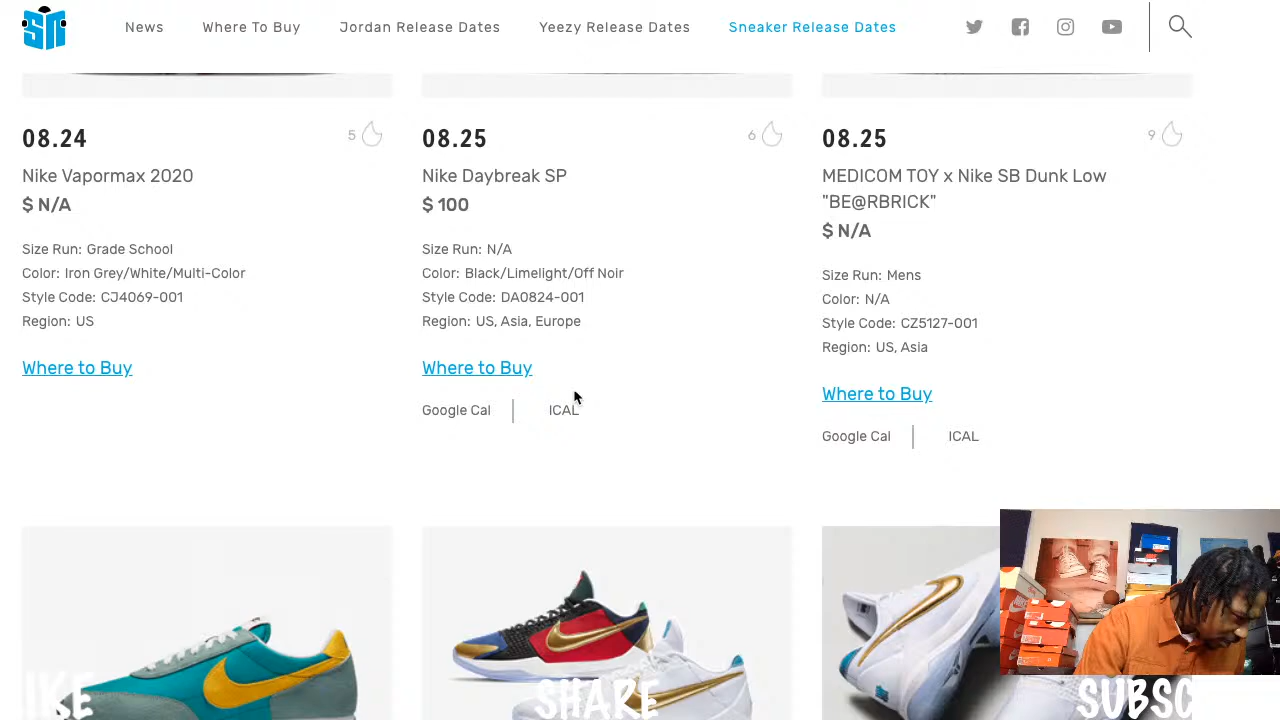 SN
News
Where To Buy
Jordan Release Dates
Yeezy Release Dates
Sneaker Release Dates
08.24
5
Nike Vapormax 2020
$ N/A
Size Run: Grade School
Color: Iron Grey/White/Multi-Color
Style Code: CJ4069-001
Region: US
Where to Buy
08.25
6
Nike Daybreak SP
$ 100
Size Run: N/A
Color: Black/Limelight/Off Noir
Style Code: DA0824-001
Region: US, Asia, Europe
Where to Buy
Google Cal
ICAL
08.25
9
MEDICOM TOY x Nike SB Dunk Low
"BE@RBRICK"
$ N/A
Size Run: Mens
Color: N/A
Style Code: CZ5127-001
Region: US, Asia
Where to Buy
Google Cal
ICAL
IKE
SHARE
SUBSC